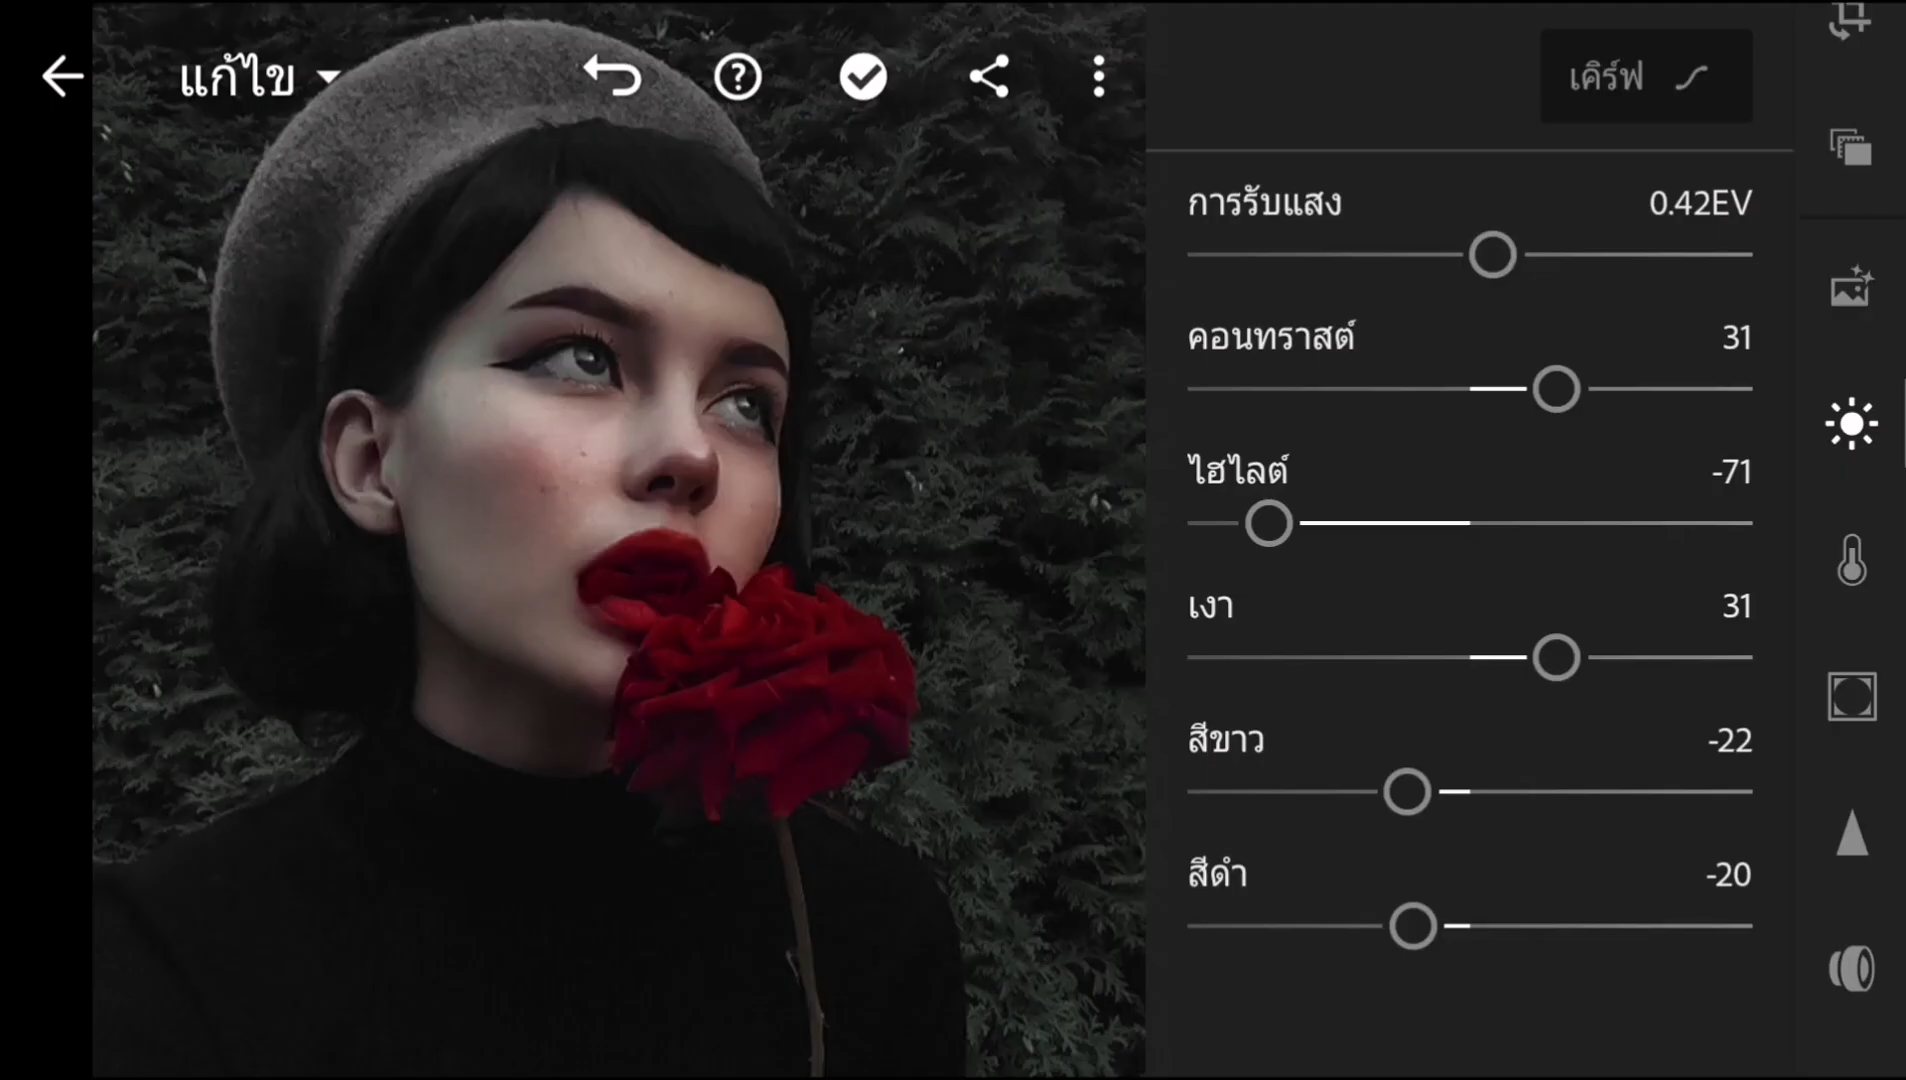 แก้ไข
เคิร์ฟ
การรับแสง 0.42EV
คอนทราสต์ 31
ไฮไลต์ -71
เงา 31
สีขาว -22
สีดำ -20